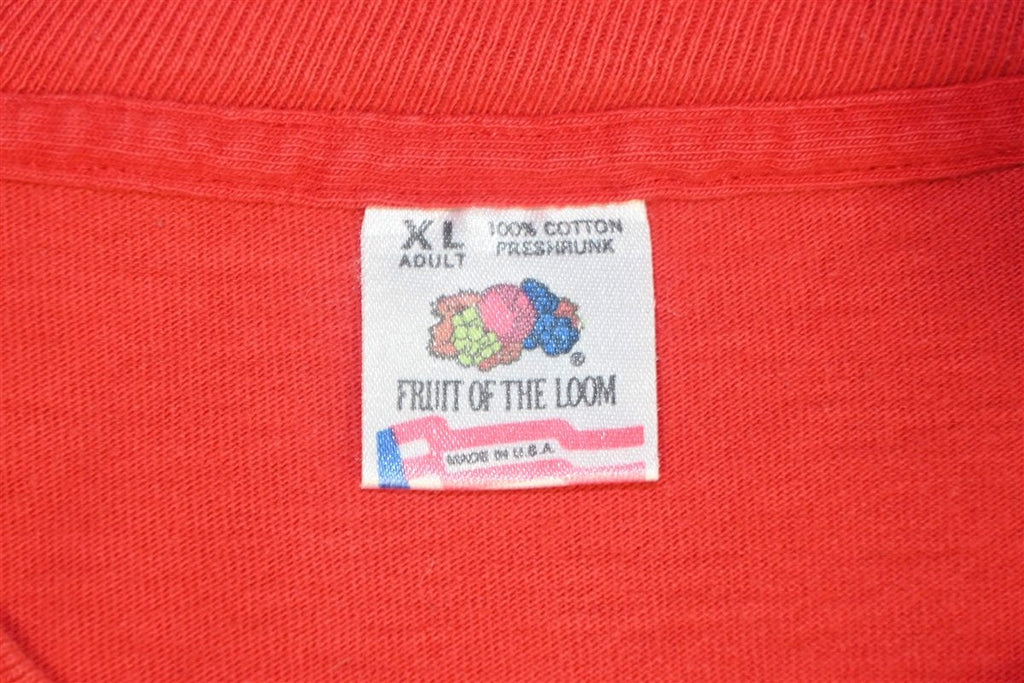 XL 100% COTTON
ADULT PRESHRUNK
®
FRUIT OF THE LOOM
MADE IN U.S.A.